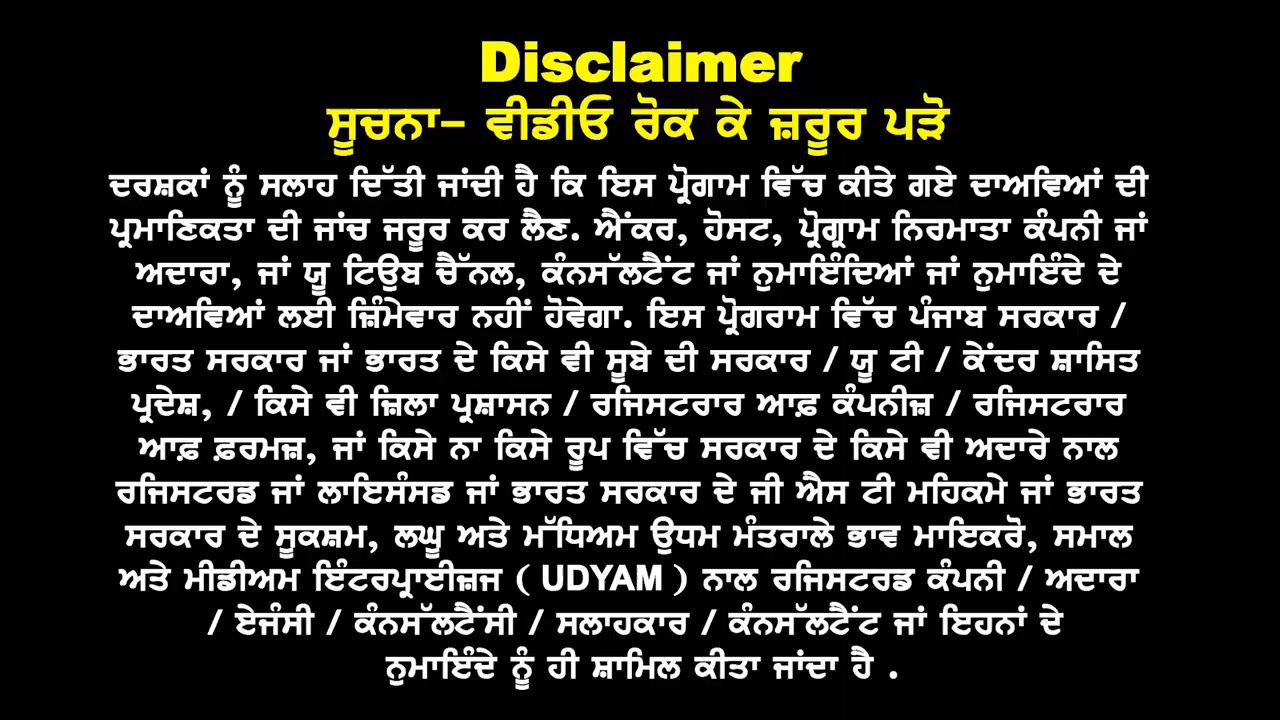 Disclaimer
ਸੂਚਨਾ- ਵੀਡੀਓ ਰੋਕ ਕੇ ਜ਼ਰੂਰ ਪੜੋ
ਦਰਸ਼ਕਾਂ ਨੂੰ ਸਲਾਹ ਦਿੱਤੀ ਜਾਂਦੀ ਹੈ ਕਿ ਇਸ ਪ੍ਰੋਗਾਮ ਵਿੱਚ ਕੀਤੇ ਗਏ ਦਾਅਵਿਆਂ ਦੀ
ਪ੍ਰਮਾਣਿਕਤਾ ਦੀ ਜਾਂਚ ਜਰੂਰ ਕਰ ਲੈਣ. ਐਂਕਰ, ਹੋਸਟ, ਪ੍ਰੋਗ੍ਰਾਮ ਨਿਰਮਾਤਾ ਕੰਪਨੀ ਜਾਂ
ਅਦਾਰਾ, ਜਾਂ ਯੂ ਟਿਊਬ ਚੈੱਨਲ, ਕੰਨਸੱਲਟੈਂਟ ਜਾਂ ਨੁਮਾਇੰਦਿਆਂ ਜਾਂ ਨੁਮਾਇੰਦੇ ਦੇ
ਦਾਅਵਿਆਂ ਲਈ ਜ਼ਿੰਮੇਵਾਰ ਨਹੀਂ ਹੋਵੇਗਾ. ਇਸ ਪ੍ਰੋਗਰਾਮ ਵਿੱਚ ਪੰਜਾਬ ਸਰਕਾਰ /
ਭਾਰਤ ਸਰਕਾਰ ਜਾਂ ਭਾਰਤ ਦੇ ਕਿਸੇ ਵੀ ਸੂਬੇ ਦੀ ਸਰਕਾਰ / ਯੂ ਟੀ / ਕੇਂਦਰ ਸ਼ਾਸਿਤ
ਪ੍ਰਦੇਸ਼, / ਕਿਸੇ ਵੀ ਜ਼ਿਲਾ ਪ੍ਰਸ਼ਾਸਨ / ਰਜਿਸਟਰਾਰ ਆਫ਼ ਕੰਪਨੀਜ਼ / ਰਜਿਸਟਰਾਰ
ਆਫ਼ ਫ਼ਰਮਜ਼, ਜਾਂ ਕਿਸੇ ਨਾ ਕਿਸੇ ਰੂਪ ਵਿੱਚ ਸਰਕਾਰ ਦੇ ਕਿਸੇ ਵੀ ਅਦਾਰੇ ਨਾਲ
ਰਜਿਸਟਰਡ ਜਾਂ ਲਾਇਸੰਸਡ ਜਾਂ ਭਾਰਤ ਸਰਕਾਰ ਦੇ ਜੀ ਐਸ ਟੀ ਮਹਿਕਮੇ ਜਾਂ ਭਾਰਤ
ਸਰਕਾਰ ਦੇ ਸੂਕਸ਼ਮ, ਲਘੂ ਅਤੇ ਮੱਧਿਅਮ ਉਧਮ ਮੰਤਰਾਲੇ ਭਾਵ ਮਾਇਕਰੋ, ਸਮਾਲ
ਅਤੇ ਮੀਡੀਅਮ ਇੰਟਰਪ੍ਰਾਈਜ਼ਜ ( UDYAM ) ਨਾਲ ਰਜਿਸਟਰਡ ਕੰਪਨੀ / ਅਦਾਰਾ
/ ਏਜੰਸੀ / ਕੰਨਸੱਲਟੈਂਸੀ / ਸਲਾਹਕਾਰ / ਕੰਨਸੱਲਟੈਂਟ ਜਾਂ ਇਹਨਾਂ ਦੇ
ਨੁਮਾਇੰਦੇ ਨੂੰ ਹੀ ਸ਼ਾਮਿਲ ਕੀਤਾ ਜਾਂਦਾ ਹੈ .